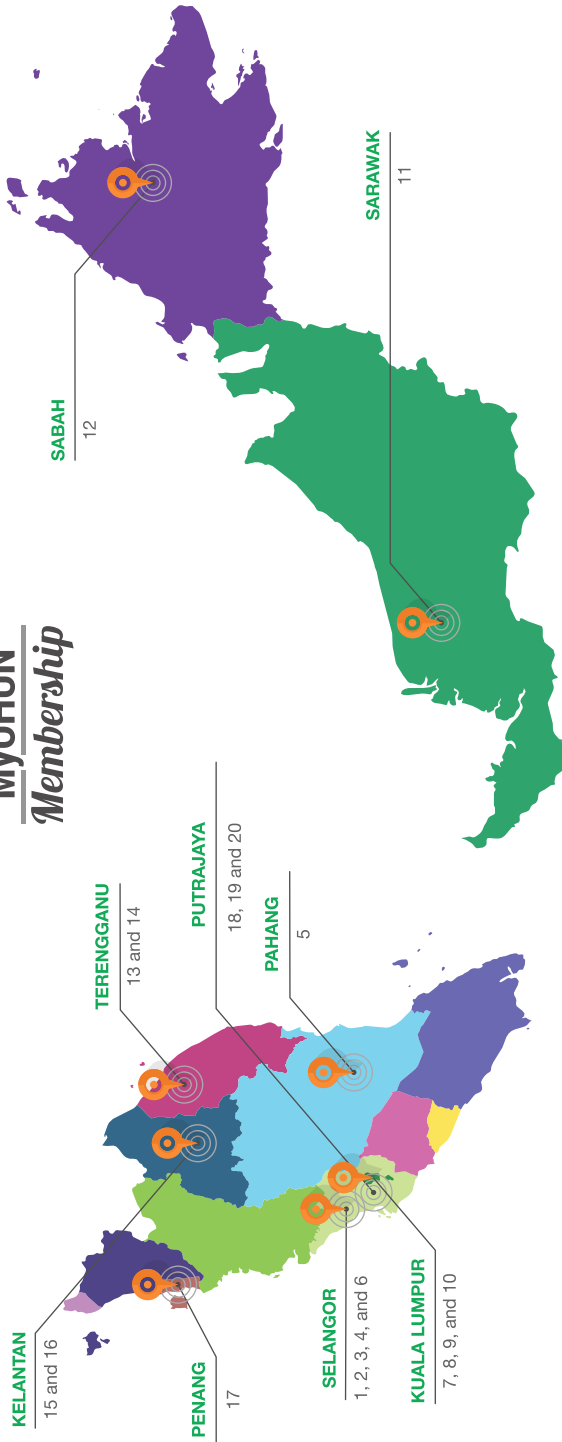 MyOHUN
Membership
KELANTAN
15 and 16
TERENGGANU
13 and 14
SABAH
12
PENANG
17
PUTRAJAYA
18, 19 and 20
PAHANG
5
SELANGOR
1, 2, 3, 4, and 6
SARAWAK
11
KUALA LUMPUR
7, 8, 9, and 10